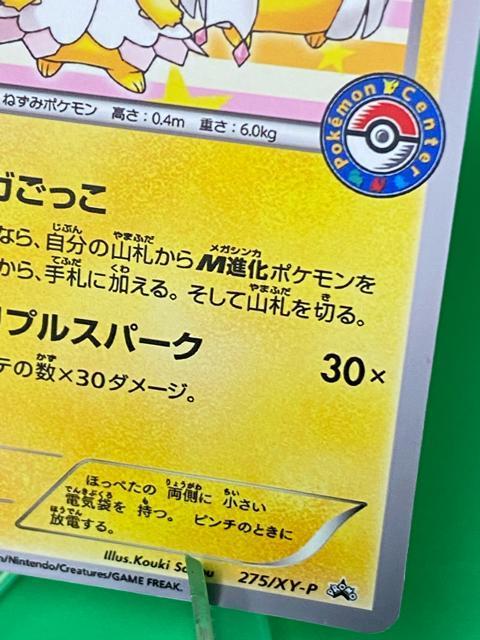 ねずみポケモン 高さ:0.4m 重さ:6.0kg
Pokémon Center
ガごっこ
なら、自分の山札からM進化ポケモンを
から、手札に加える。そして山札を切る。
プルスパーク
30×
テの数×30ダメージ。
ほっぺたの 両側に 小さい
電気袋を 持つ。 ピンチのときに
放電する。
Illus.Kouki
/Nintendo/Creatures/GAME FREAK.
275/XY-P